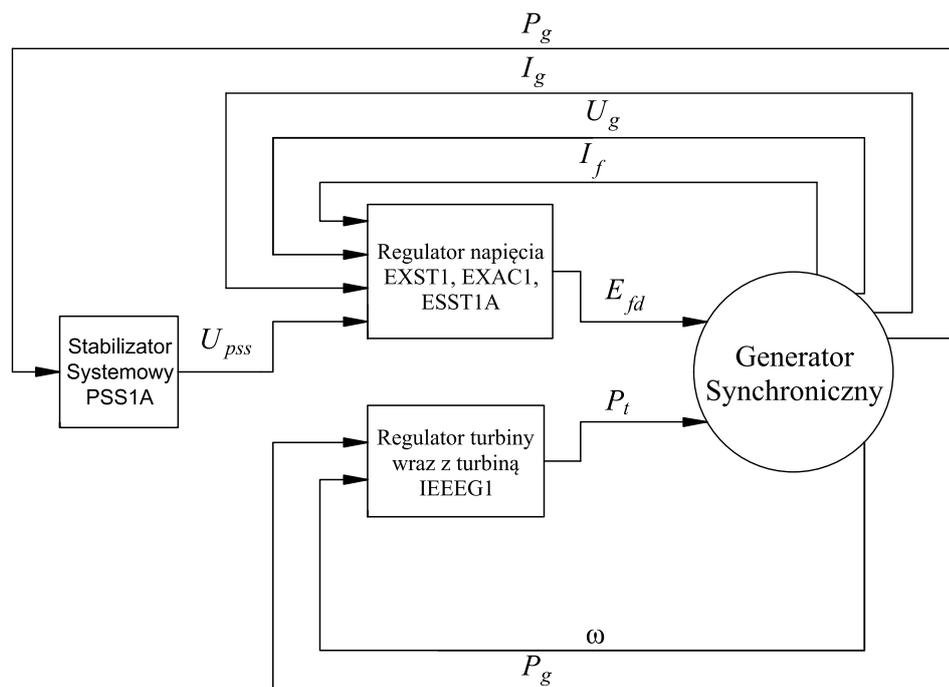 P_g
I_g
U_g
I_f
Regulator napięcia
EXST1, EXAC1,
ESST1A
E_fd
Stabilizator
Systemowy
PSS1A
U_pss
Generator
Synchroniczny
P_t
Regulator turbiny
wraz z turbiną
IEEEG1
ω
P_g